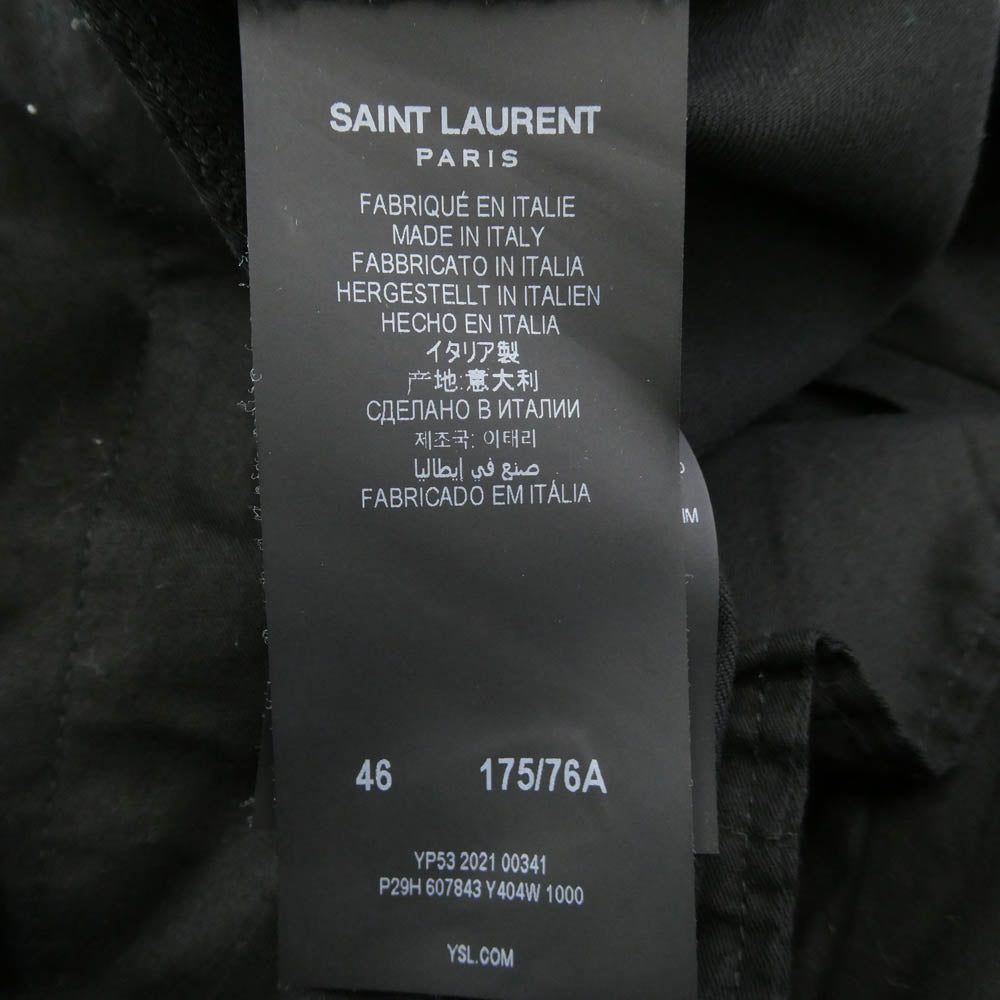 SAINT LAURENT
PARIS
FABRIQUÉ EN ITALIE
MADE IN ITALY
FABBRICATO IN ITALIA
HERGESTELLT IN ITALIEN
HECHO EN ITALIA
イタリア製
产地:意大利
СДЕЛАНО В ИТАЛИИ
제조국: 이태리
صنع في إيطاليا
FABRICADO EM ITÁLIA
46 175/76A
YP53 2021 00341
P29H 607843 Y404W 1000
YSL.COM